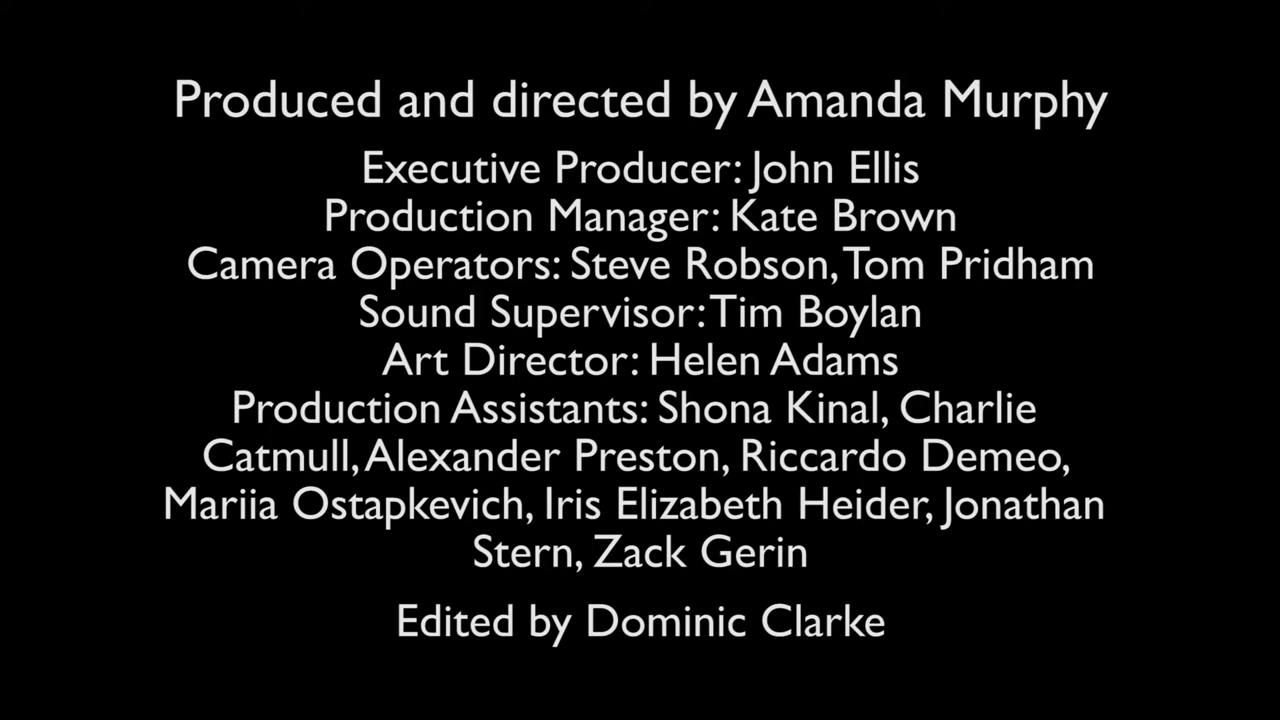 Produced and directed by Amanda Murphy
Executive Producer: John Ellis
Production Manager: Kate Brown
Camera Operators: Steve Robson, Tom Pridham
Sound Supervisor: Tim Boylan
Art Director: Helen Adams
Production Assistants: Shona Kinal, Charlie
Catmull, Alexander Preston, Riccardo Demeo,
Mariia Ostapkevich, Iris Elizabeth Heider, Jonathan
Stern, Zack Gerin
Edited by Dominic Clarke